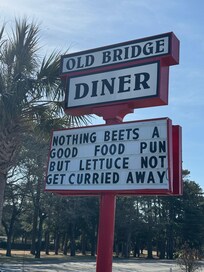 OLD BRIDGE
DINER
NOTHING BEETS A
GOOD FOOD PUN
BUT LETTUCE NOT
GET CURRIED AWAY